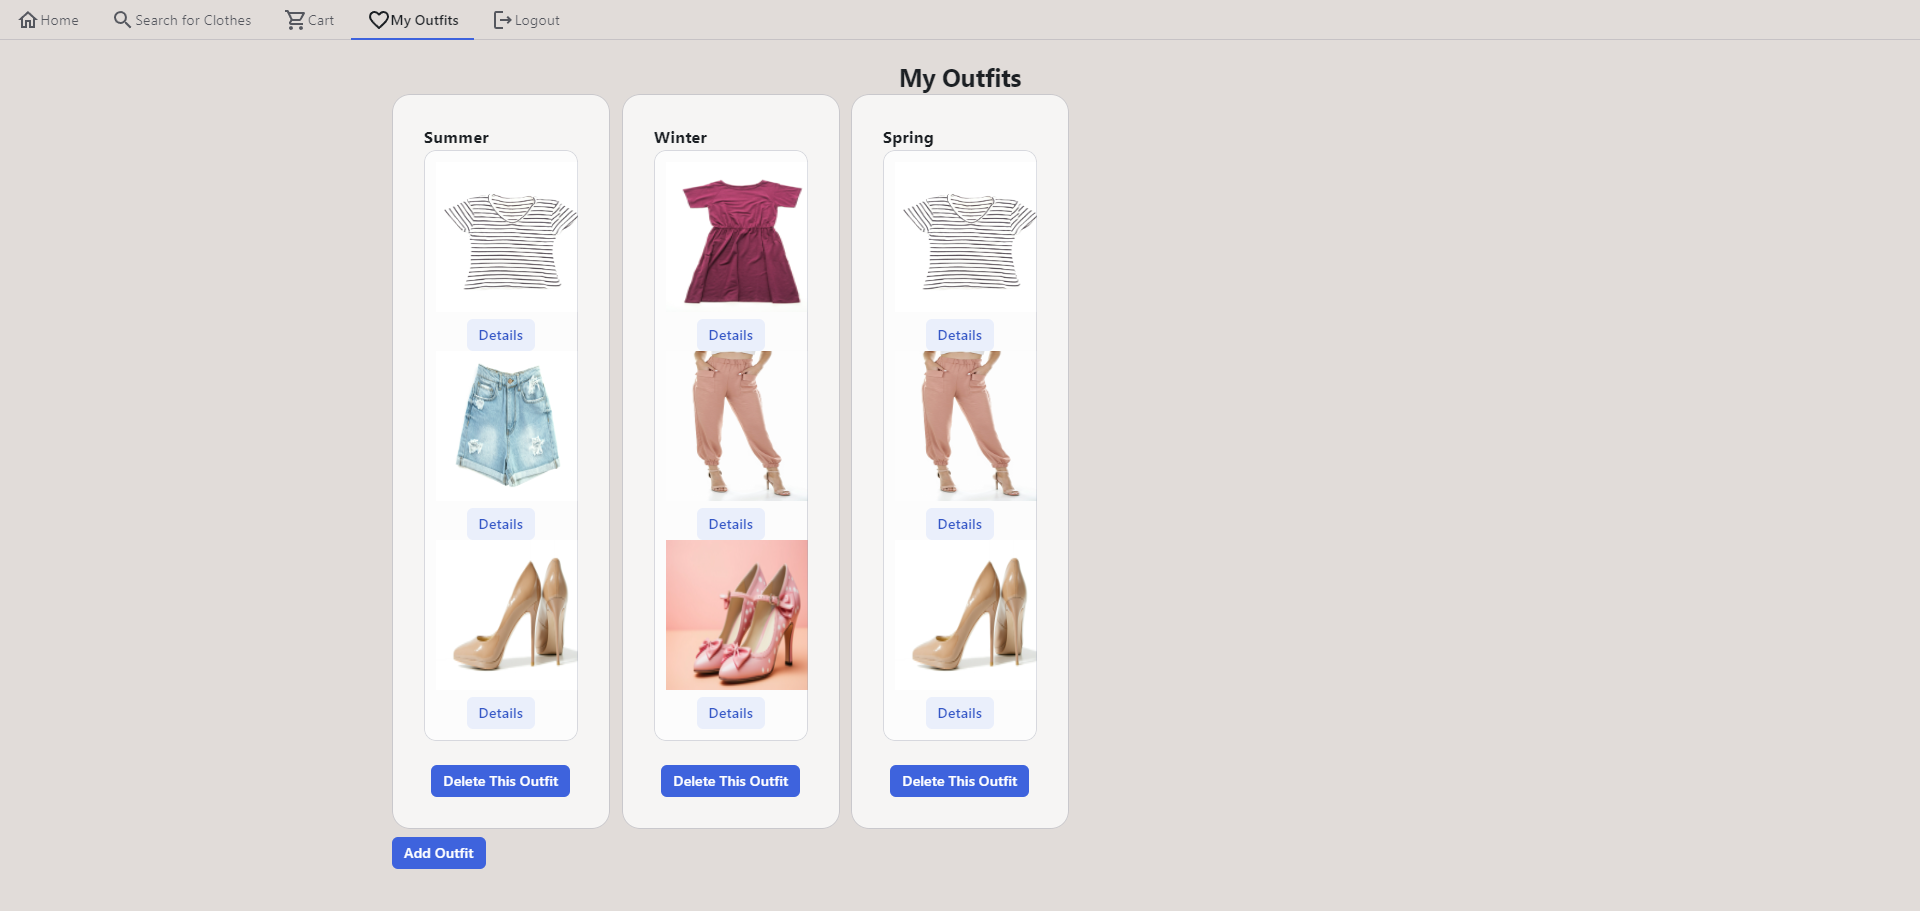 Home Search for Clothes Cart My Outfits Logout
My Outfits
Summer
Details
Details
Details
Delete This Outfit
Winter
Details
Details
Details
Delete This Outfit
Spring
Details
Details
Details
Delete This Outfit
Add Outfit